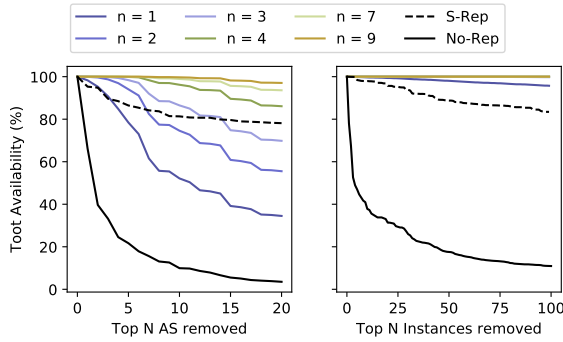 n = 1 n = 3 n = 7 S-Rep
n = 2 n = 4 n = 9 No-Rep
100
80
60
40
20
0
Toot Availability (%)
0 5 10 15 20
Top N AS removed
0 25 50 75 100
Top N Instances removed